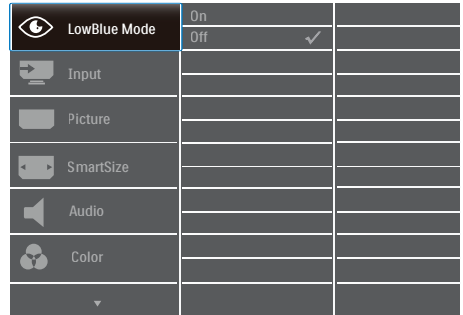 LowBlue Mode
On
Off
Input
Picture
SmartSize
Audio
Color